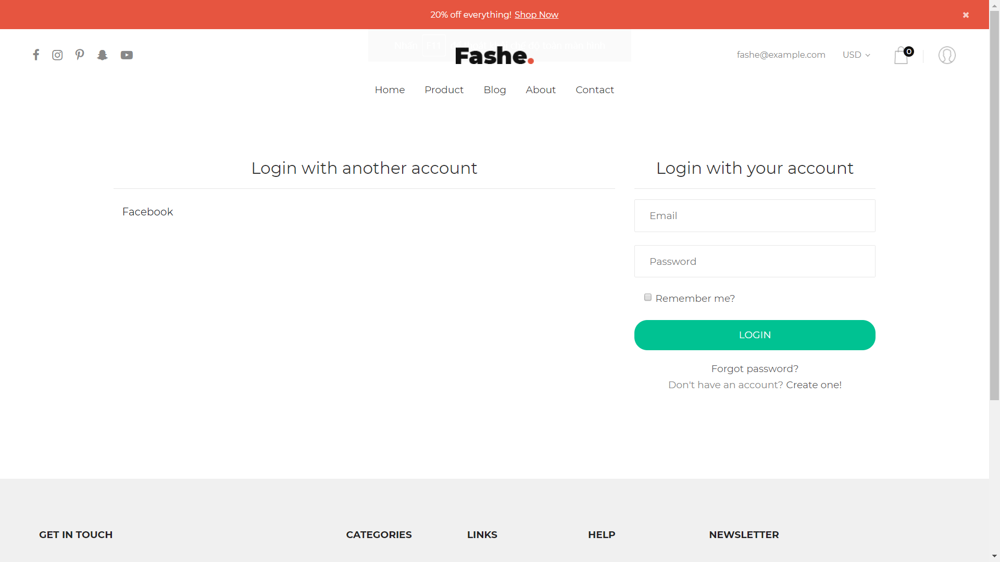 20% off everything! Shop Now
Nhấn F11 để thoát khỏi chế độ toàn màn hình
Fashe.
fashe@example.com USD 0
Home Product Blog About Contact
Login with another account
Facebook
Login with your account
Email
Password
Remember me?
LOGIN
Forgot password?
Don't have an account? Create one!
GET IN TOUCH CATEGORIES LINKS HELP NEWSLETTER